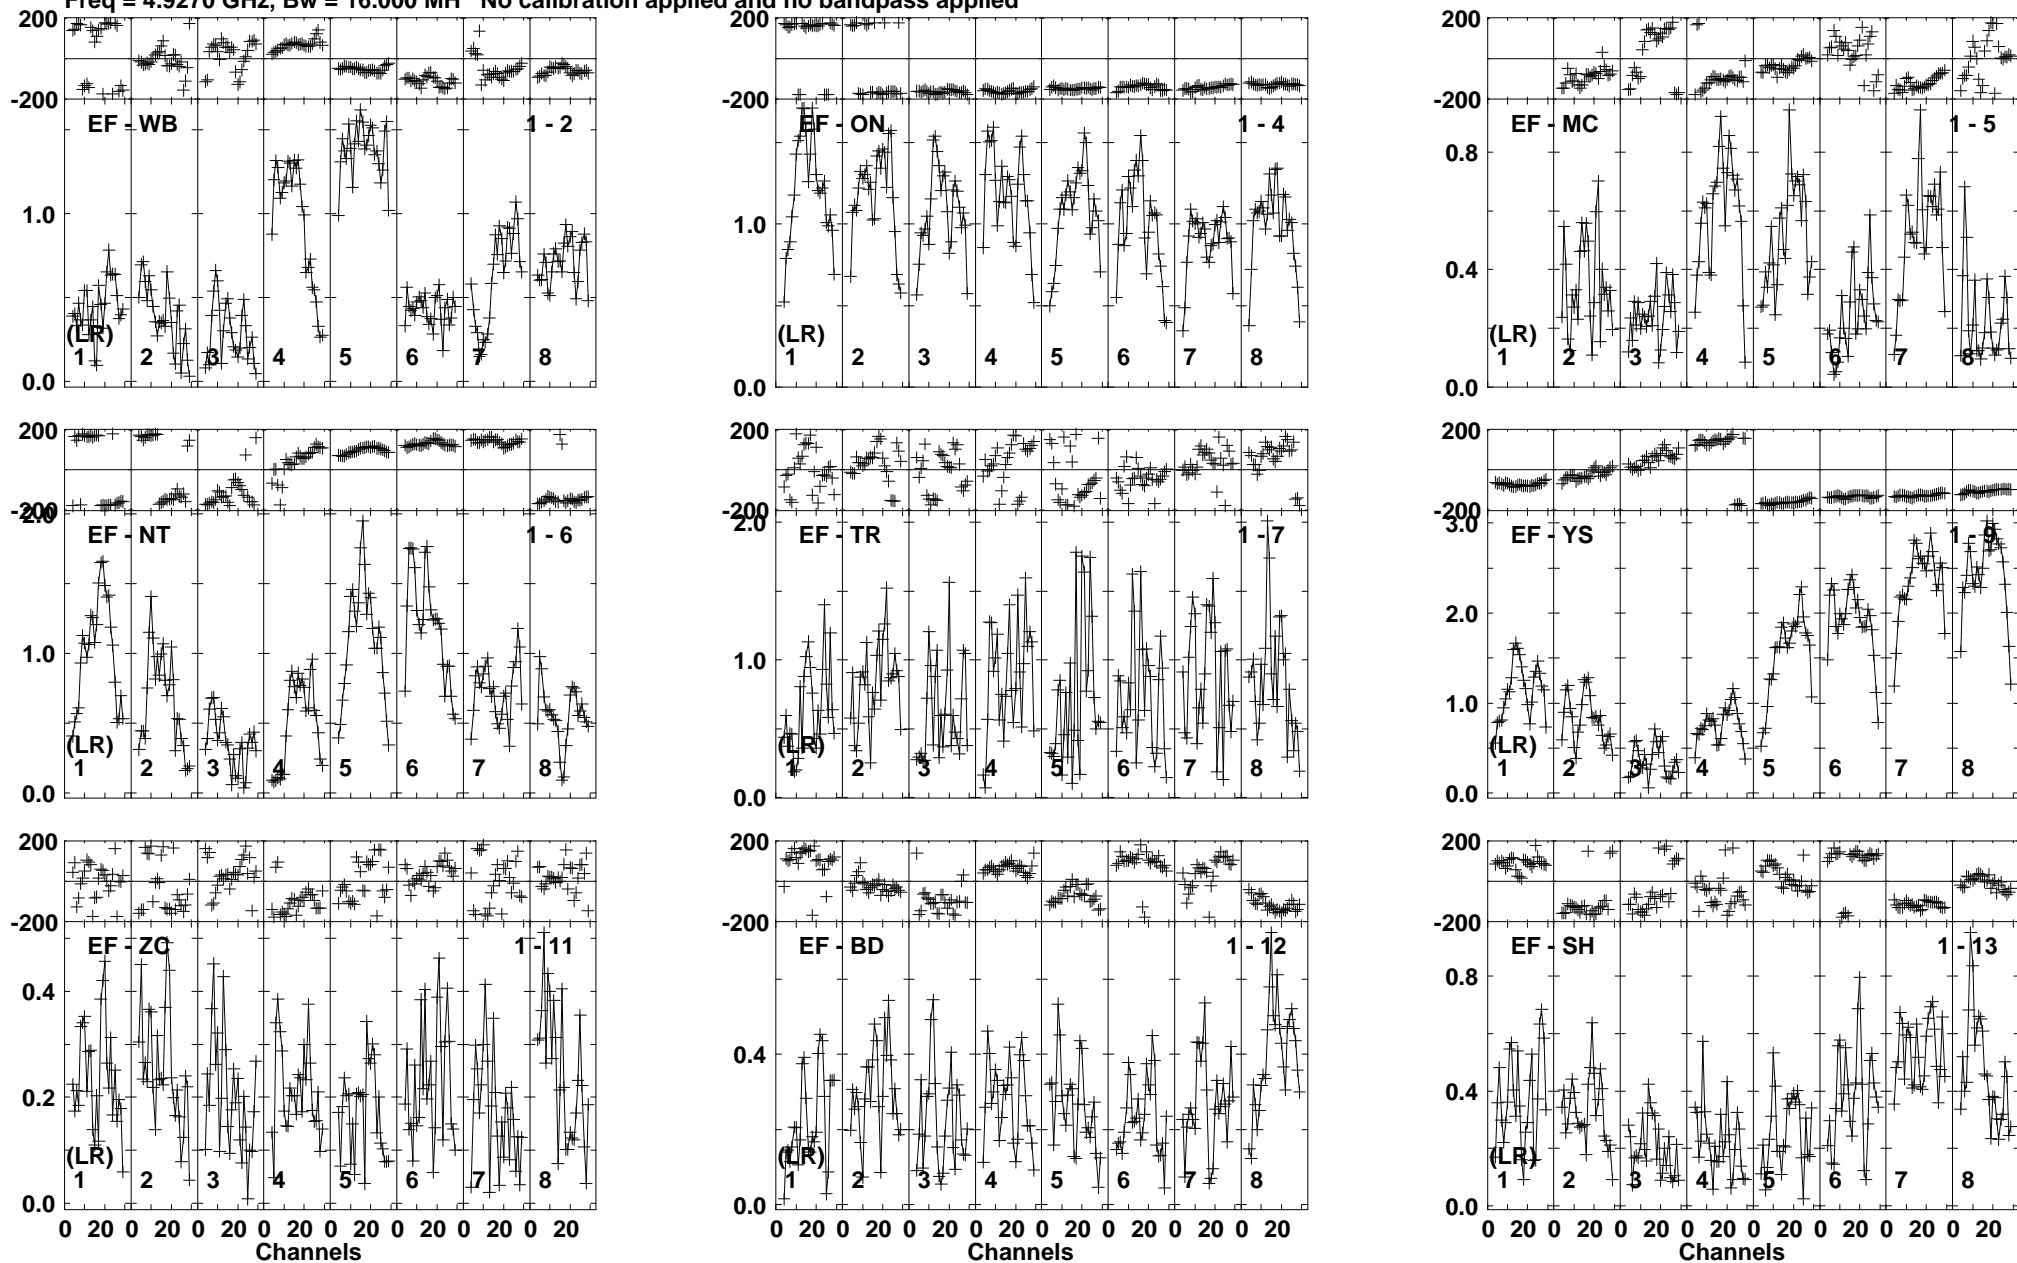 Freq = 4.9270 GHz, Bw = 16.000 MH No calibration applied and no bandpass applied
200
-200
EF - WB
1 - 2
1.0
0.0
(LR)
1 2 3 4 5 6 7 8
EF - ON
1 - 4
200
-200
1.0
0.0
(LR)
1 2 3 4 5 6 7 8
EF - MC
1 - 5
200
-200
0.8
0.4
0.0
(LR)
1 2 3 4 5 6 7 8
200
-200
2.0
EF - NT
1 - 6
1.0
0.0
(LR)
1 2 3 4 5 6 7 8
200
-200
2.0
EF - TR
1 - 7
1.0
0.0
(LR)
1 2 3 4 5 6 7 8
200
-200
3.0
EF - YS
1 - 9
2.0
1.0
0.0
(LR)
1 2 3 4 5 6 7 8
200
-200
EF - ZC
1 - 11
0.4
0.2
0.0
(LR)
1 2 3 4 5 6 7 8
0 20 0 20 0 20 0 20 0 20 0 20 0 20 0 20
Channels
200
-200
EF - BD
1 - 12
0.4
0.0
(LR)
1 2 3 4 5 6 7 8
0 20 0 20 0 20 0 20 0 20 0 20 0 20 0 20
200
-200
EF - SH
1 - 13
0.8
0.4
0.0
(LR)
1 2 3 4 5 6 7 8
0 20 0 20 0 20 0 20 0 20 0 20 0 20 0 20
Channels